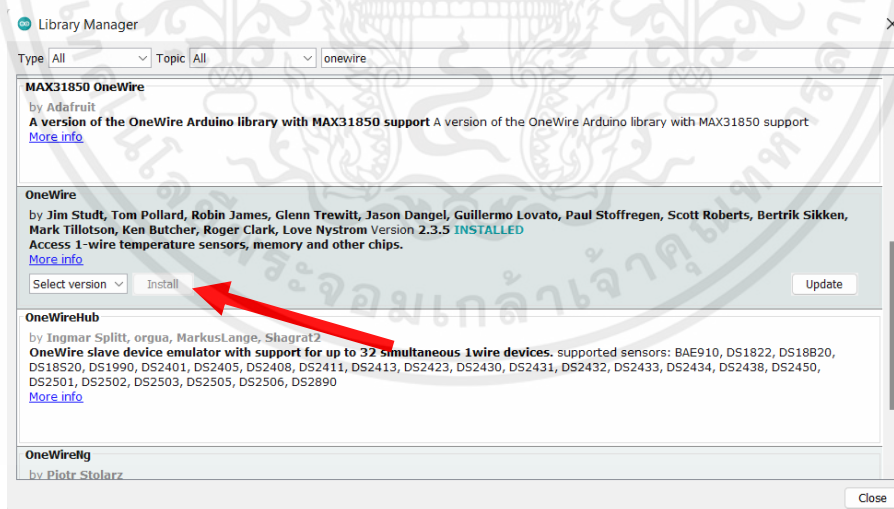 Library Manager
Type All Topic All onewire
MAX31850 OneWire
by Adafruit
A version of the OneWire Arduino library with MAX31850 support A version of the OneWire Arduino library with MAX31850 support
More info
OneWire
by Jim Studt, Tom Pollard, Robin James, Glenn Trewitt, Jason Dangel, Guillermo Lovato, Paul Stoffregen, Scott Roberts, Bertrik Sikken,
Mark Tillotson, Ken Butcher, Roger Clark, Love Nystrom Version 2.3.5 INSTALLED
Access 1-wire temperature sensors, memory and other chips.
More info
Select version Install Update
OneWireHub
by Ingmar Splitt, orgua, MarkusLange, Shagrat2
OneWire slave device emulator with support for up to 32 simultaneous 1wire devices. supported sensors: BAE910, DS1822, DS18B20,
DS18S20, DS1990, DS2401, DS2405, DS2408, DS2411, DS2413, DS2423, DS2430, DS2431, DS2432, DS2433, DS2434, DS2438, DS2450,
DS2501, DS2502, DS2503, DS2505, DS2506, DS2890
More info
OneWireNg
by Piotr Stolarz
Close